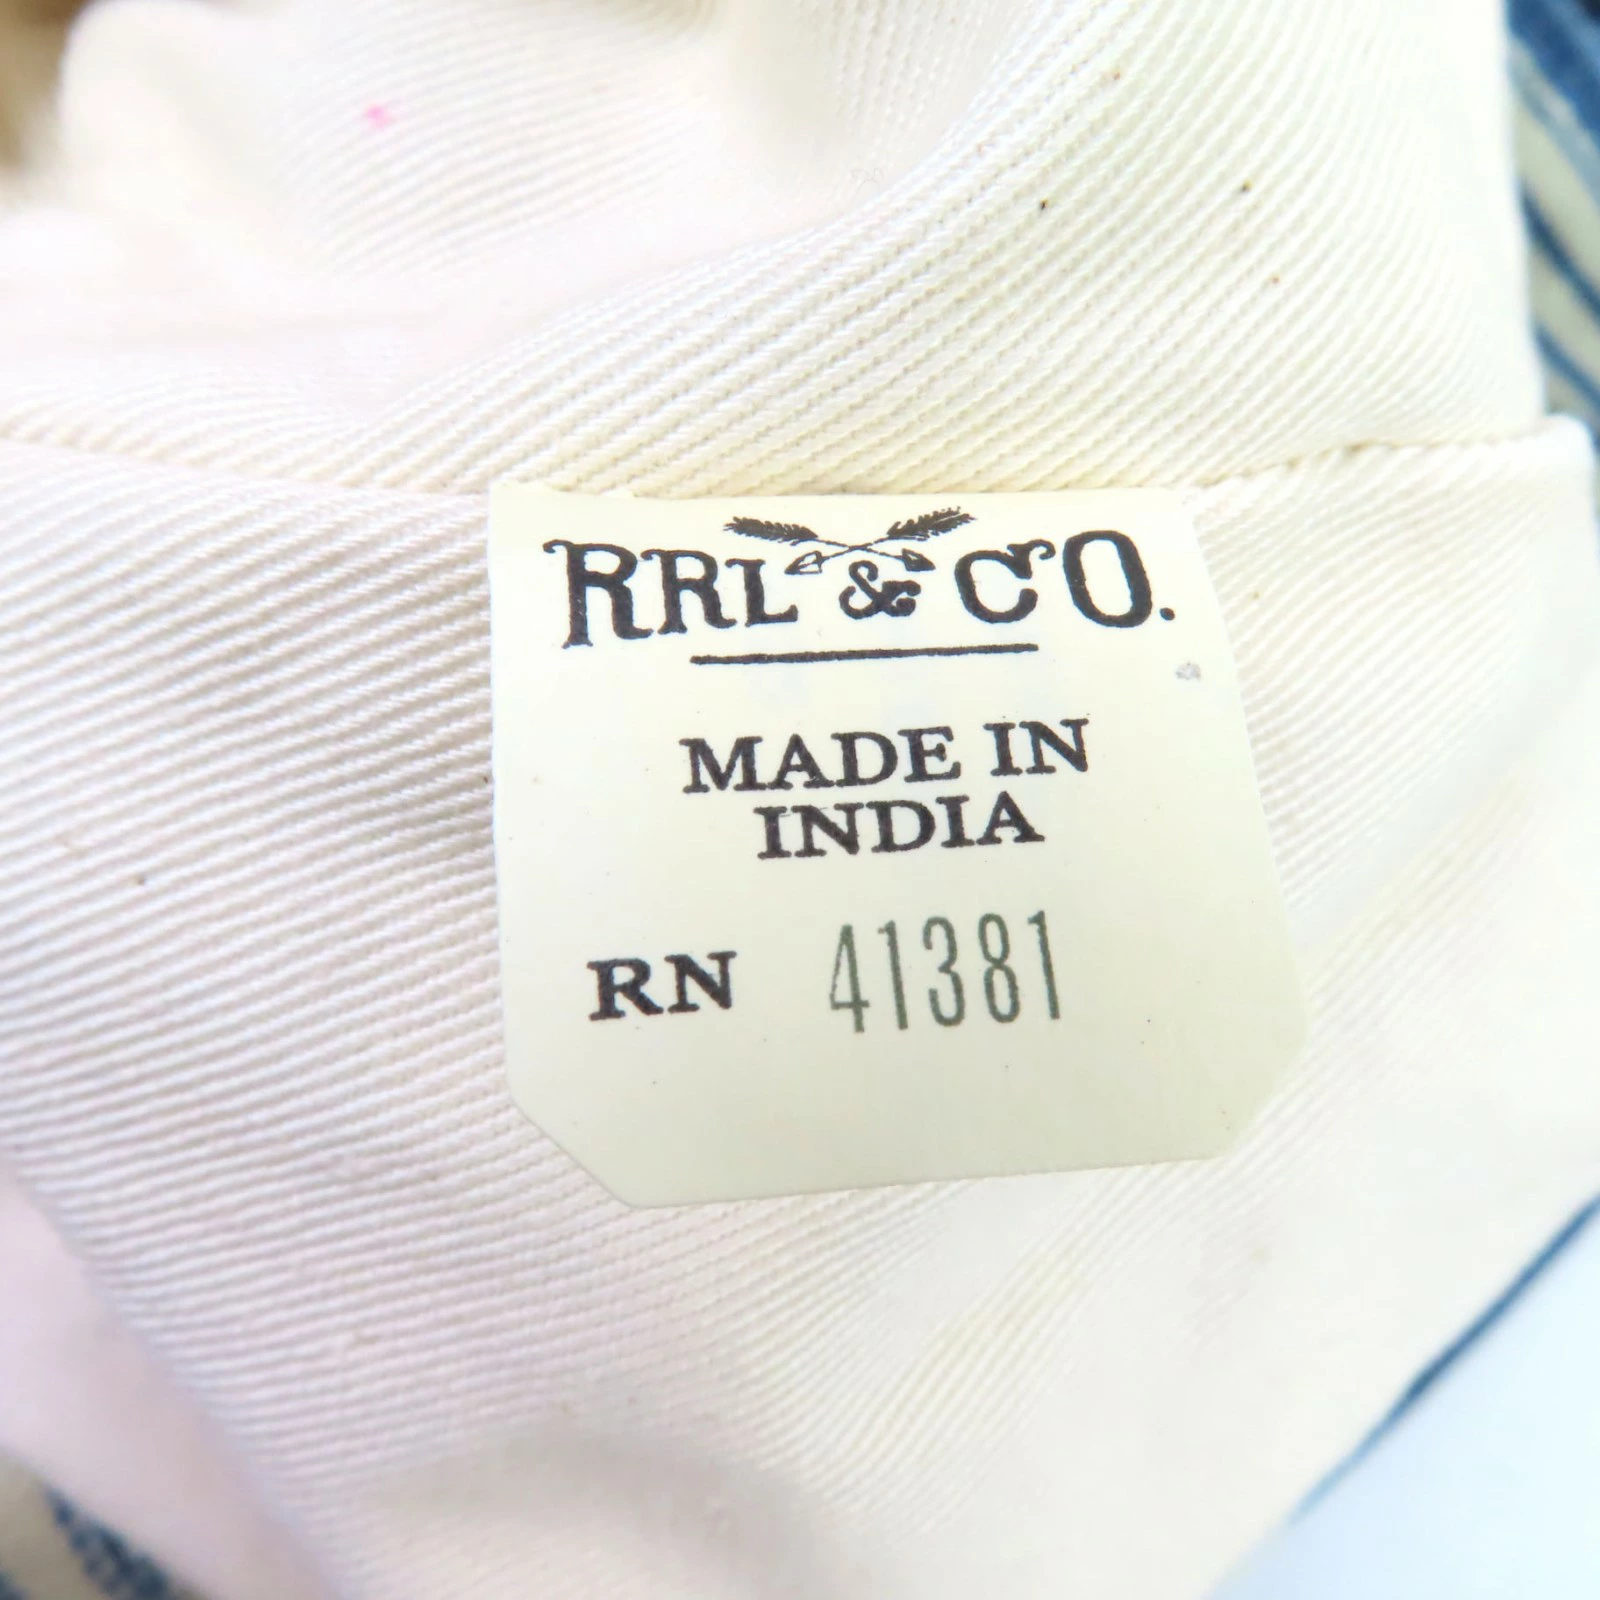 RRL & CO.
MADE IN
INDIA
RN 41381